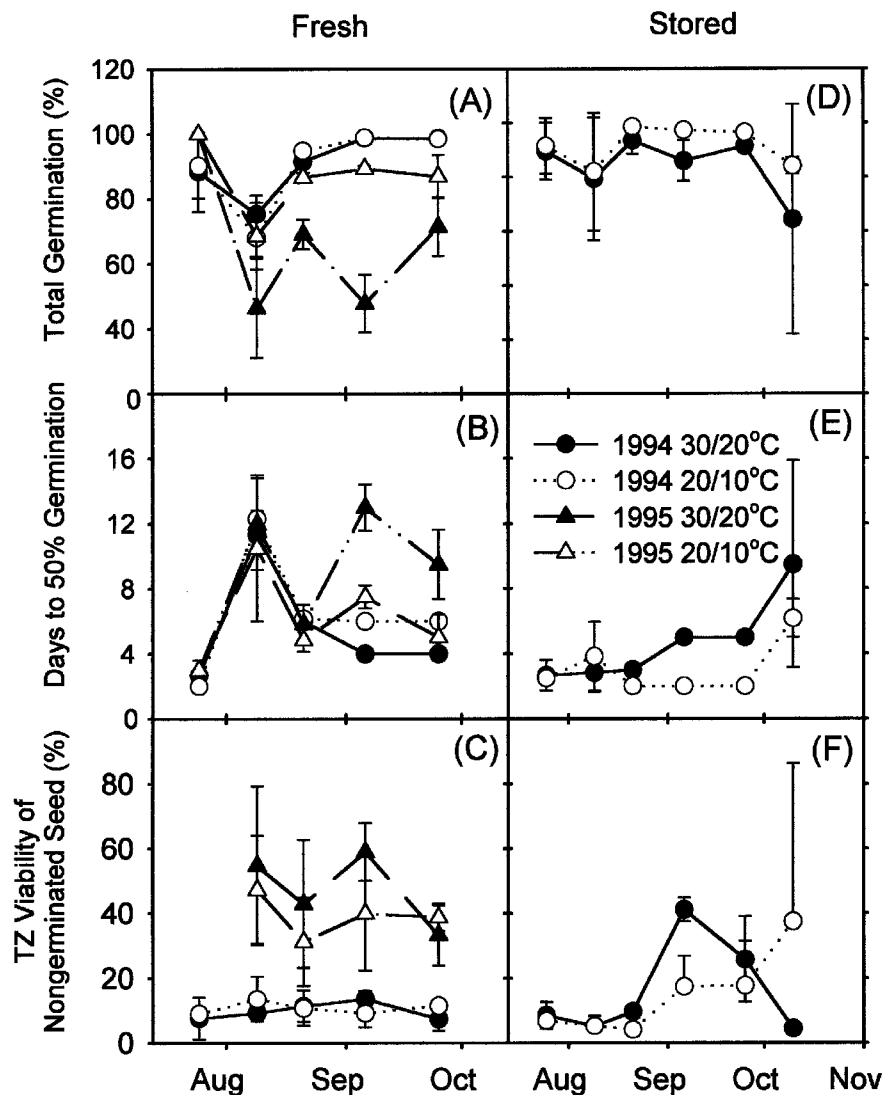 Fresh
Stored
Total Germination (%)
120
100
80
60
40
0
(A)
(D)
Days to 50% Germination
16
12
8
4
0
(B)
(E)
1994 30/20°C
1994 20/10°C
1995 30/20°C
1995 20/10°C
TZ Viability of
Nongerminated Seed (%)
80
60
40
20
0
(C)
(F)
Aug
Sep
Oct
Aug
Sep
Oct
Nov